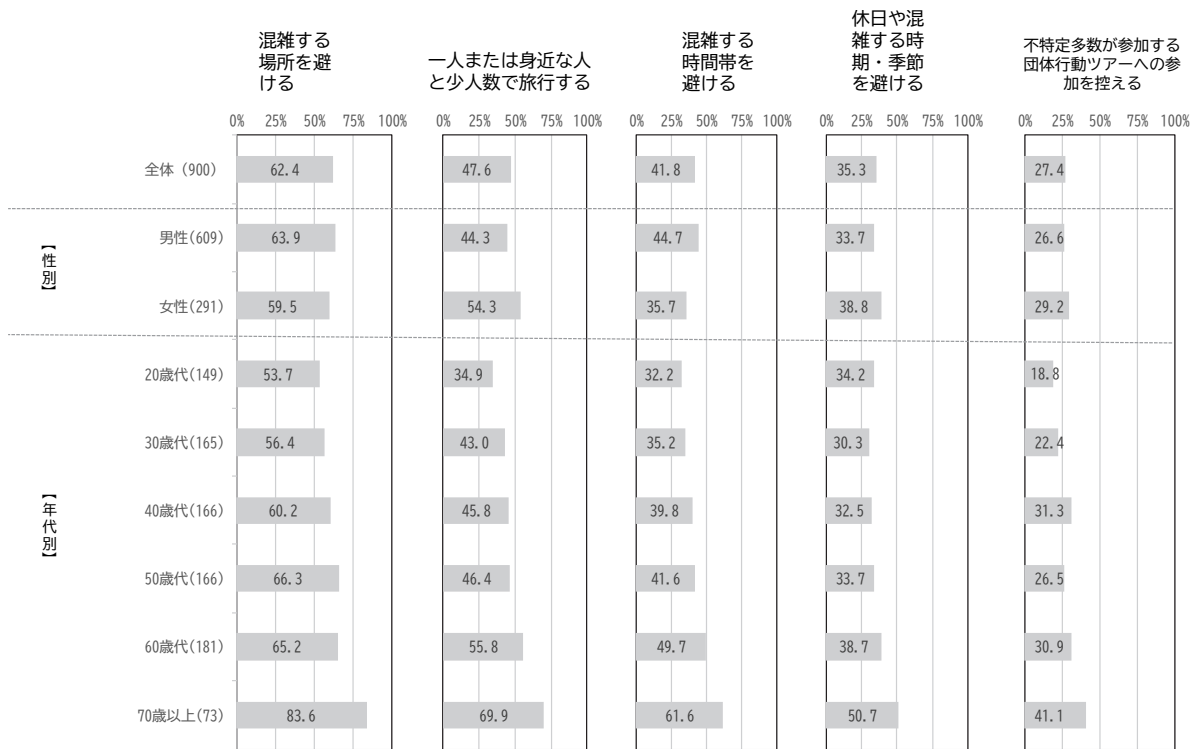 混雑する
場所を避
ける
一人または身近な人
と少人数で旅行する
混雑する
時間帯を
避ける
休日や混
雑する時
期・季節
を避ける
不特定多数が参加する
団体行動ツアーへの参
加を控える
0% 25% 50% 75% 100% 0% 25% 50% 75% 100% 0% 25% 50% 75% 100% 0% 25% 50% 75% 100% 0% 25% 50% 75% 100%
全体 (900) 62.4 47.6 41.8 35.3 27.4
【性別】
男性(609) 63.9 44.3 44.7 33.7 26.6
女性(291) 59.5 54.3 35.7 38.8 29.2
【年代別】
20歳代(149) 53.7 34.9 32.2 34.2 18.8
30歳代(165) 56.4 43.0 35.2 30.3 22.4
40歳代(166) 60.2 45.8 39.8 32.5 31.3
50歳代(166) 66.3 46.4 41.6 33.7 26.5
60歳代(181) 65.2 55.8 49.7 38.7 30.9
70歳以上(73) 83.6 69.9 61.6 50.7 41.1